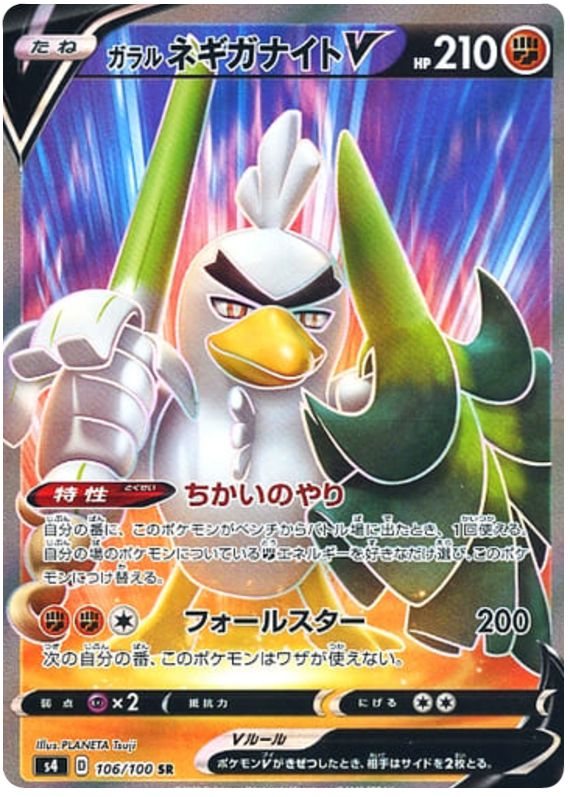 たね ガラル ネギガナイトV HP 210
特性 とくせい ちかいのやり
自分の番に、このポケモンがベンチからバトル場に出たとき、1回使える。
自分の場のポケモンについているエネルギーを好きなだけ選び、このポケ
モンにつけ替える。
フォールスター 200
次の自分の番、このポケモンはワザが使えない。
弱点 ×2 抵抗力 にげる
Illus. PLANETA Tsuji
Vルール
s4 D 106/100 SR
ポケモンVがきぜつしたとき、相手はサイドを2枚とる。